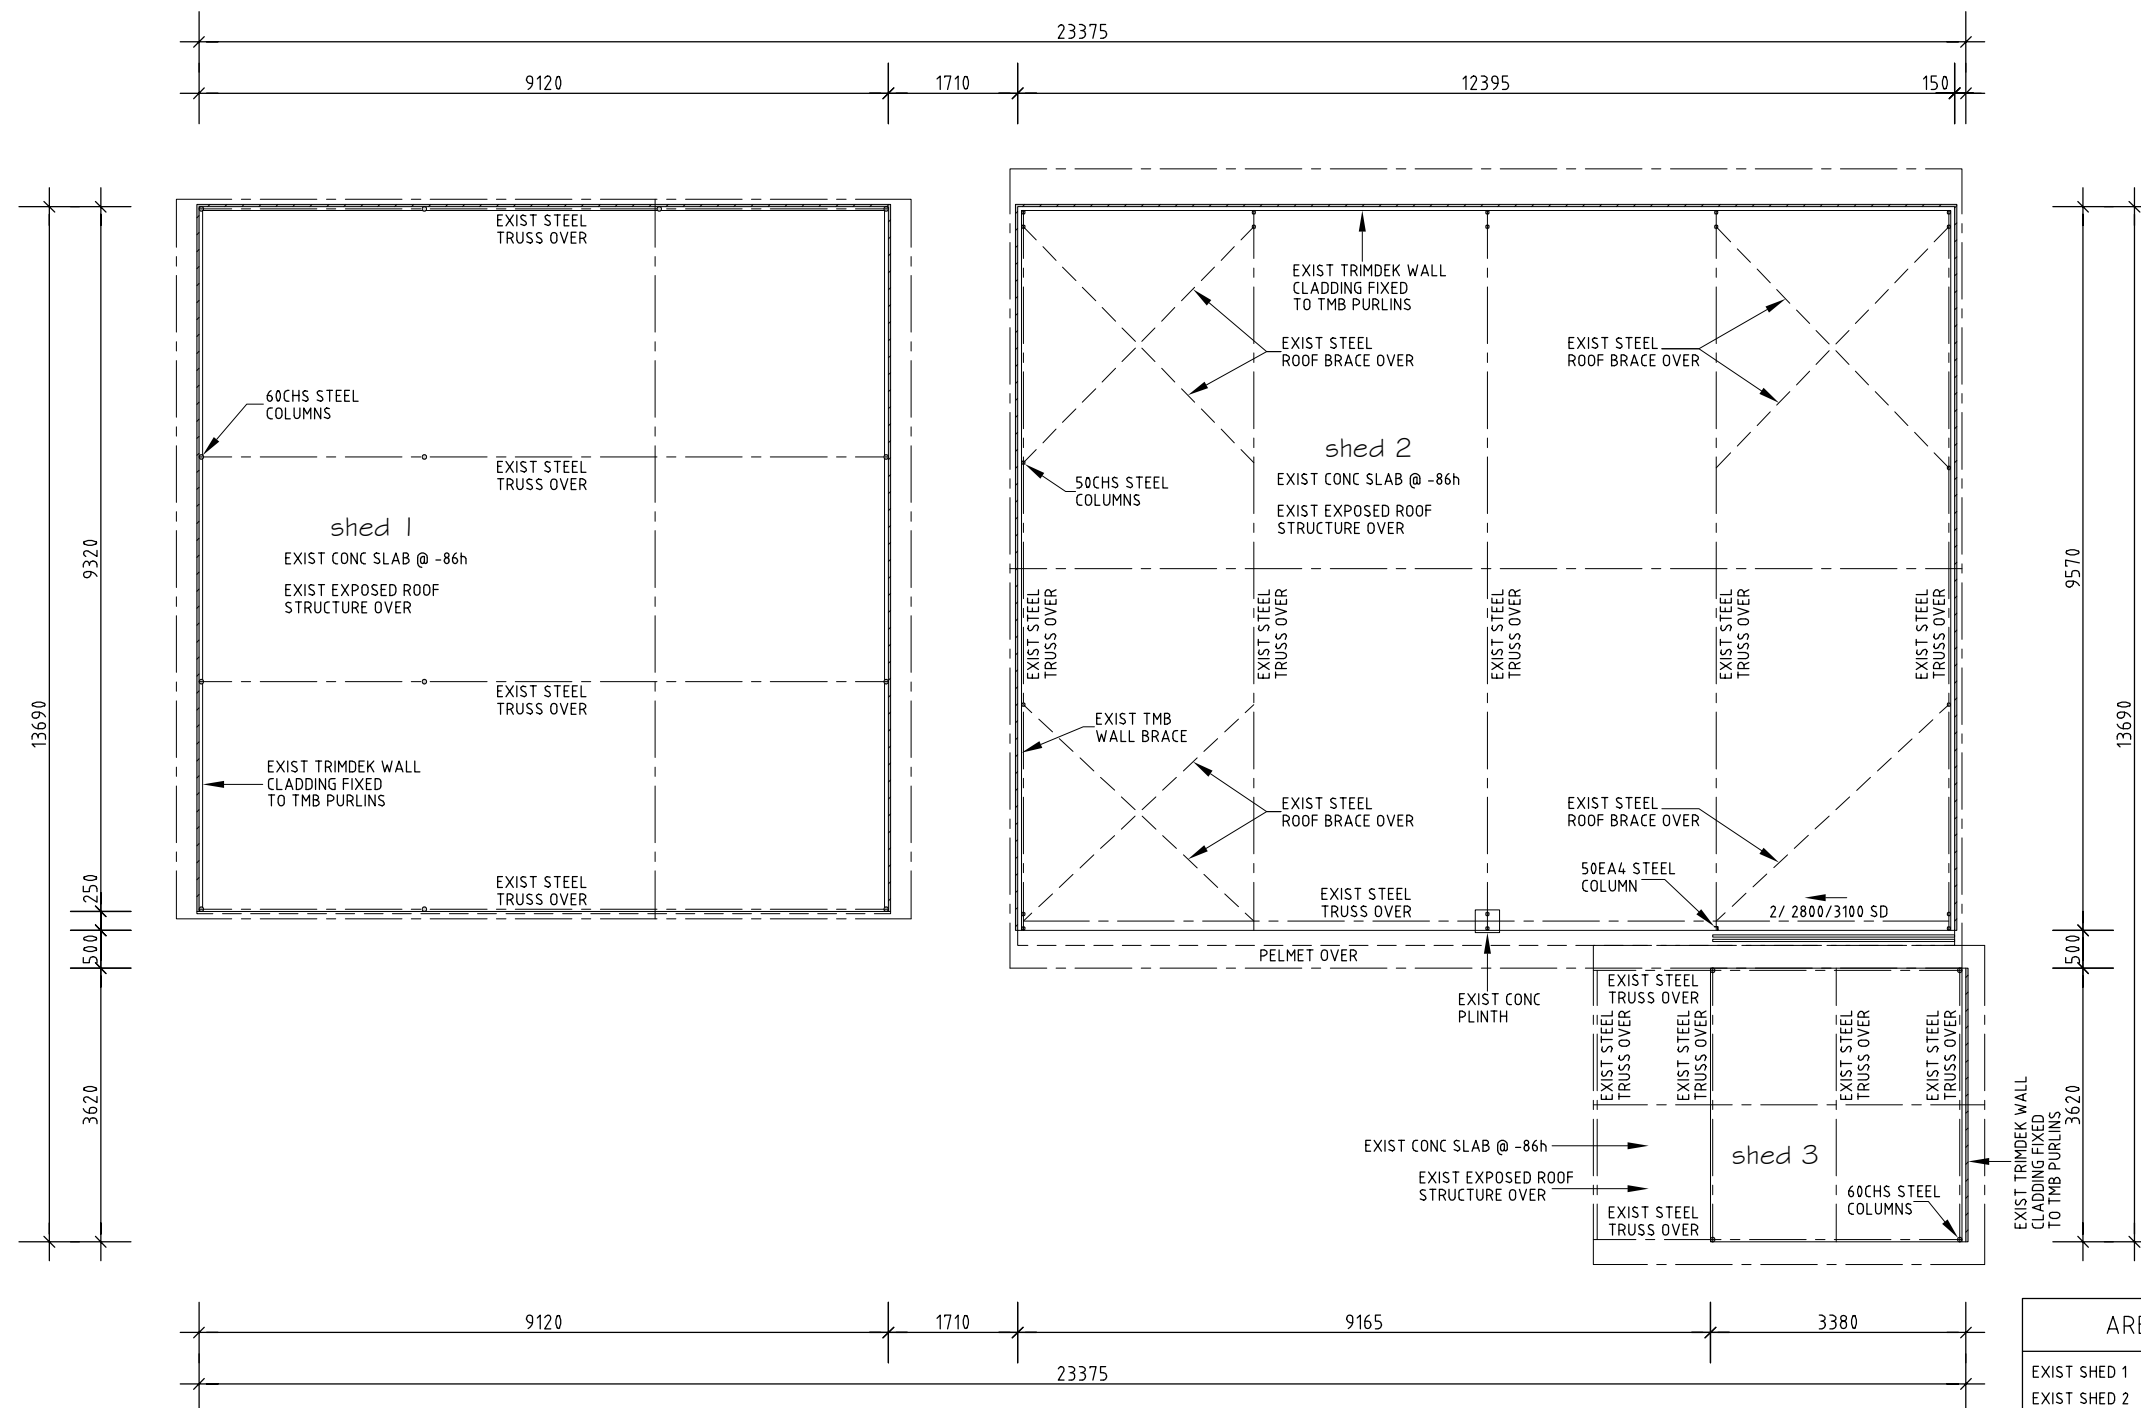 23375
9120
1710
12395
150
EXIST STEEL
TRUSS OVER
EXIST TRIMDEK WALL
CLADDING FIXED
TO TMB PURLINS
EXIST STEEL
ROOF BRACE OVER
EXIST STEEL
ROOF BRACE OVER
60CHS STEEL
COLUMNS
EXIST STEEL
TRUSS OVER
shed 2
EXIST CONC SLAB @ -86h
EXIST EXPOSED ROOF
STRUCTURE OVER
50CHS STEEL
COLUMNS
shed 1
EXIST CONC SLAB @ -86h
EXIST EXPOSED ROOF
STRUCTURE OVER
9320
9570
EXIST STEEL
TRUSS OVER
EXIST STEEL
TRUSS OVER
EXIST STEEL
TRUSS OVER
EXIST STEEL
TRUSS OVER
EXIST STEEL
TRUSS OVER
EXIST STEEL
TRUSS OVER
13690
13690
EXIST TMB
WALL BRACE
EXIST TRIMDEK WALL
CLADDING FIXED
TO TMB PURLINS
EXIST STEEL
ROOF BRACE OVER
EXIST STEEL
ROOF BRACE OVER
50EA4 STEEL
COLUMN
EXIST STEEL
TRUSS OVER
EXIST STEEL
TRUSS OVER
2/ 2800/3100 SD
250
500
500
PELMET OVER
EXIST CONC
PLINTH
EXIST STEEL
TRUSS OVER
EXIST STEEL
TRUSS OVER
EXIST STEEL
TRUSS OVER
EXIST STEEL
TRUSS OVER
EXIST STEEL
TRUSS OVER
3620
3620
EXIST TRIMDEK WALL
CLADDING FIXED
TO TMB PURLINS
EXIST CONC SLAB @ -86h
shed 3
EXIST EXPOSED ROOF
STRUCTURE OVER
60CHS STEEL
COLUMNS
EXIST STEEL
TRUSS OVER
9120
1710
9165
3380
23375
ARE
EXIST SHED 1
EXIST SHED 2